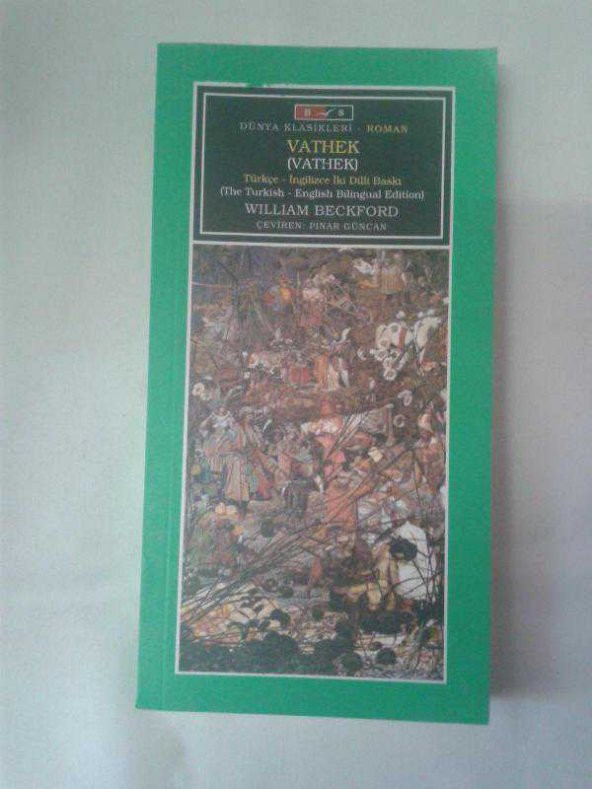 B S
DÜNYA KLASİKLERİ - ROMAN
VATHEK
(VATHEK)
Türkçe - İngilizce İki Dilli Baskı
(The Turkish - English Bilingual Edition)
WILLIAM BECKFORD
ÇEVİREN: PINAR GÜNCAN